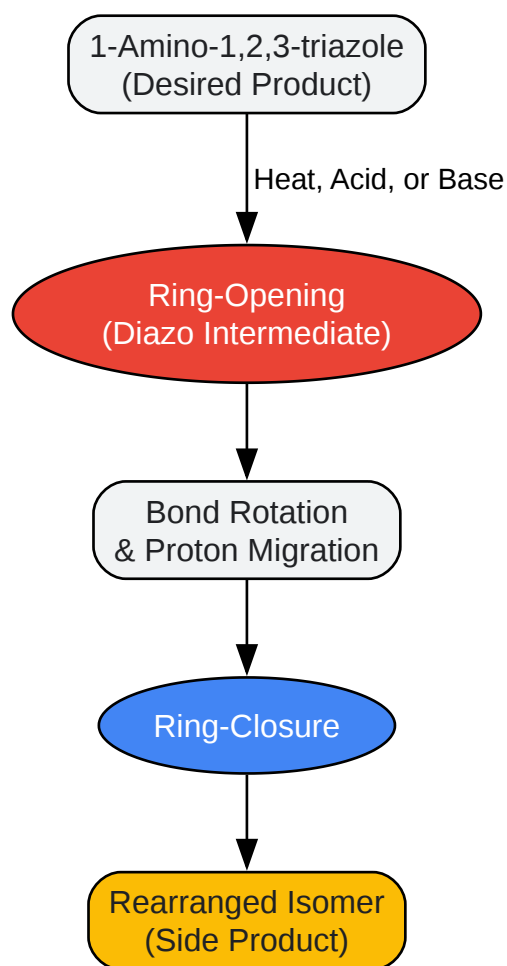 1-Amino-1,2,3-triazole
(Desired Product)
Heat, Acid, or Base
Ring-Opening
(Diazo Intermediate)
Bond Rotation
& Proton Migration
Ring-Closure
Rearranged Isomer
(Side Product)